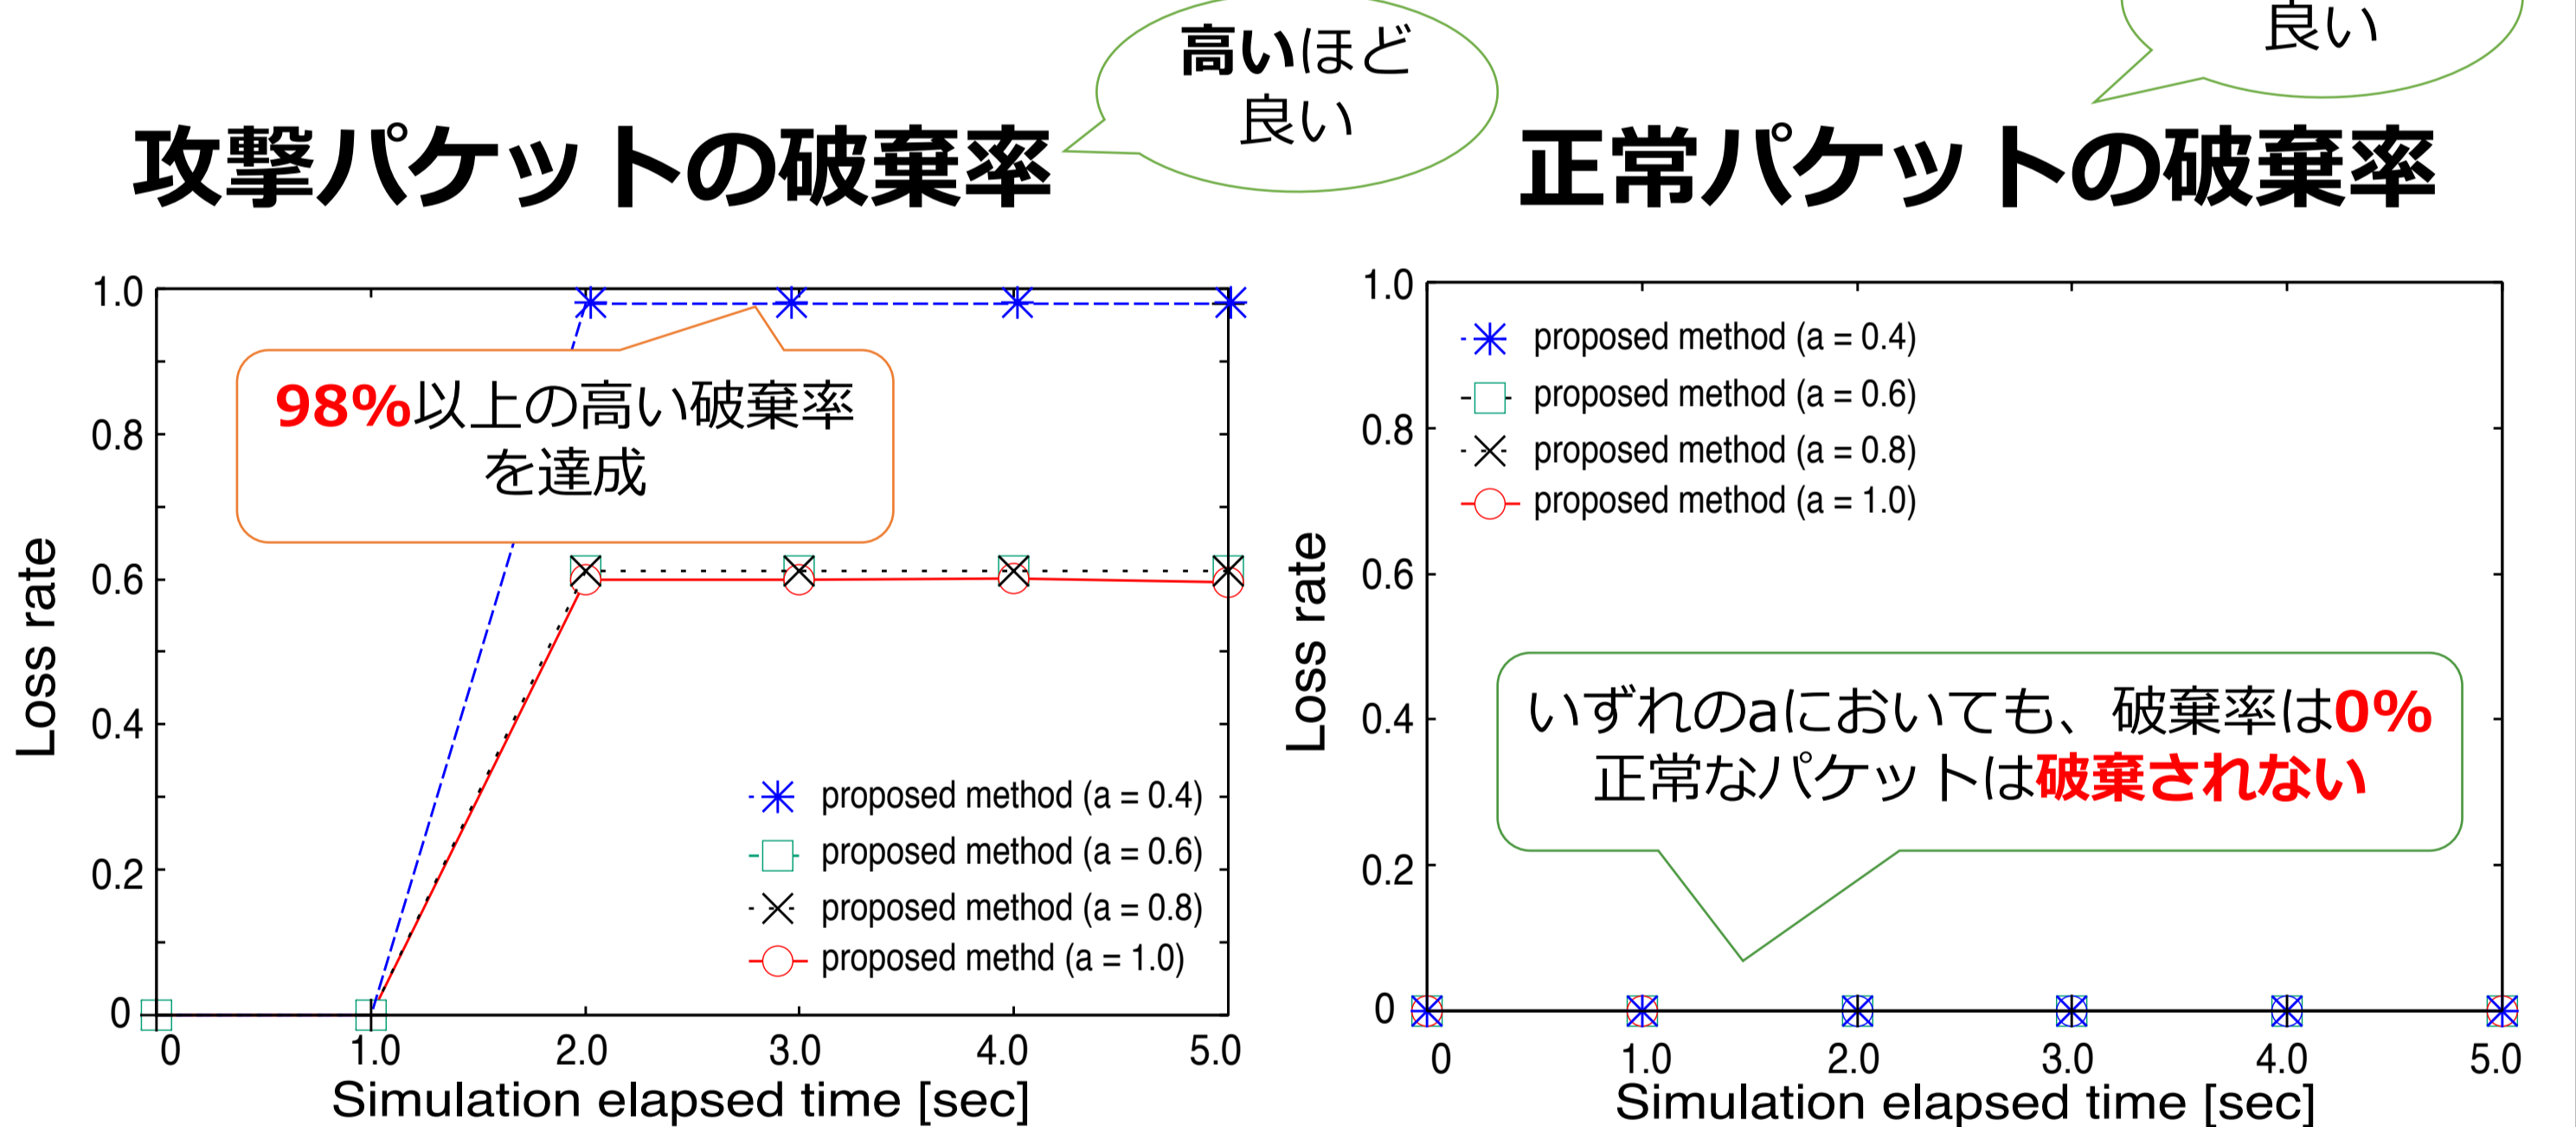 高いほど
良い
良い
攻撃パケットの破棄率
正常パケットの破棄率
1.0
0.8
0.6
0.4
0.2
0
Loss rate
98%以上の高い破棄率
を達成
proposed method (a = 0.4)
proposed method (a = 0.6)
proposed method (a = 0.8)
proposed methd (a = 1.0)
0 1.0 2.0 3.0 4.0 5.0
Simulation elapsed time [sec]
1.0
0.8
0.6
0.4
0.2
0
Loss rate
proposed method (a = 0.4)
proposed method (a = 0.6)
proposed method (a = 0.8)
proposed method (a = 1.0)
いずれのaにおいても、破棄率は0%
正常なパケットは破棄されない
0 1.0 2.0 3.0 4.0 5.0
Simulation elapsed time [sec]